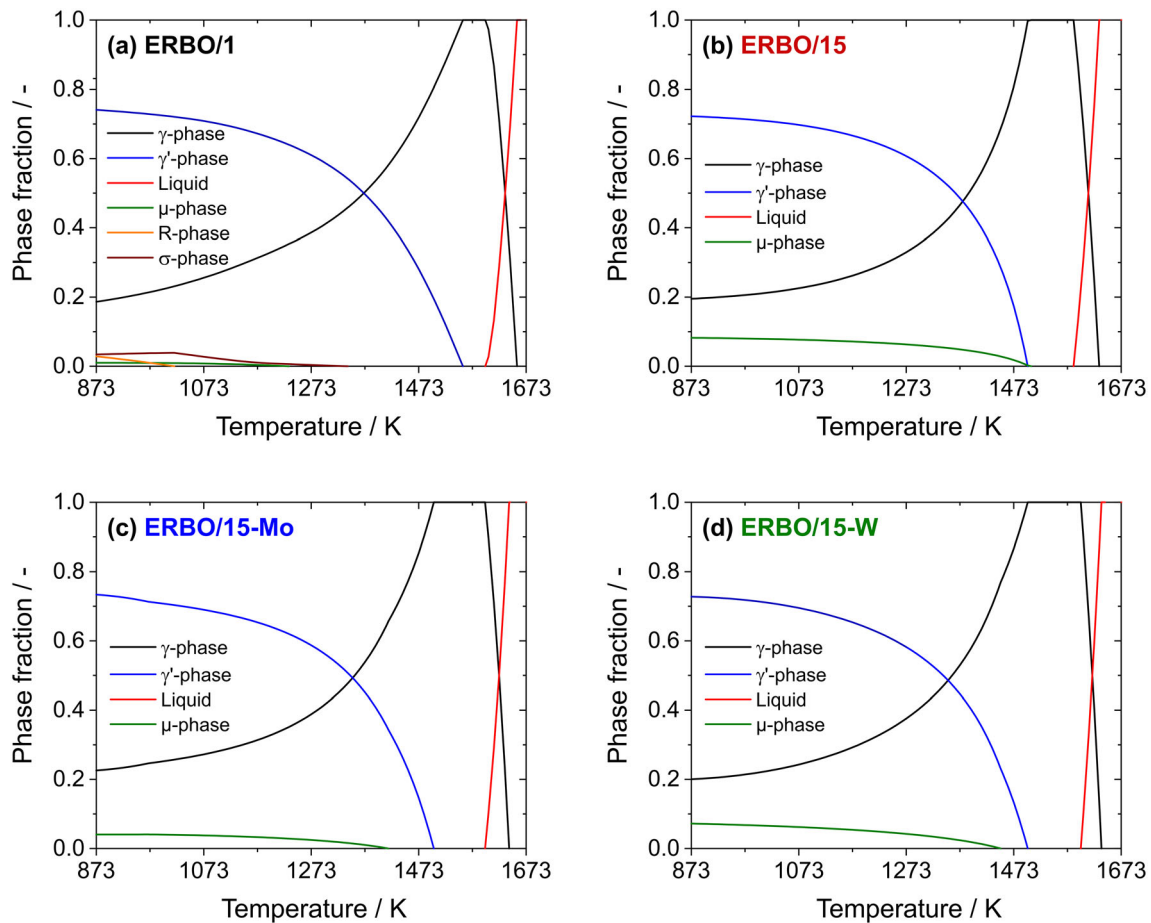 (a) ERBO/1
Phase fraction / -
1.0
0.8
0.6
0.4
0.2
0.0
γ-phase
γ'-phase
Liquid
µ-phase
R-phase
σ-phase
873 1073 1273 1473 1673
Temperature / K
(b) ERBO/15
Phase fraction / -
1.0
0.8
0.6
0.4
0.2
0.0
γ-phase
γ'-phase
Liquid
µ-phase
873 1073 1273 1473 1673
Temperature / K
(c) ERBO/15-Mo
Phase fraction / -
1.0
0.8
0.6
0.4
0.2
0.0
γ-phase
γ'-phase
Liquid
µ-phase
873 1073 1273 1473 1673
Temperature / K
(d) ERBO/15-W
Phase fraction / -
1.0
0.8
0.6
0.4
0.2
0.0
γ-phase
γ'-phase
Liquid
µ-phase
873 1073 1273 1473 1673
Temperature / K